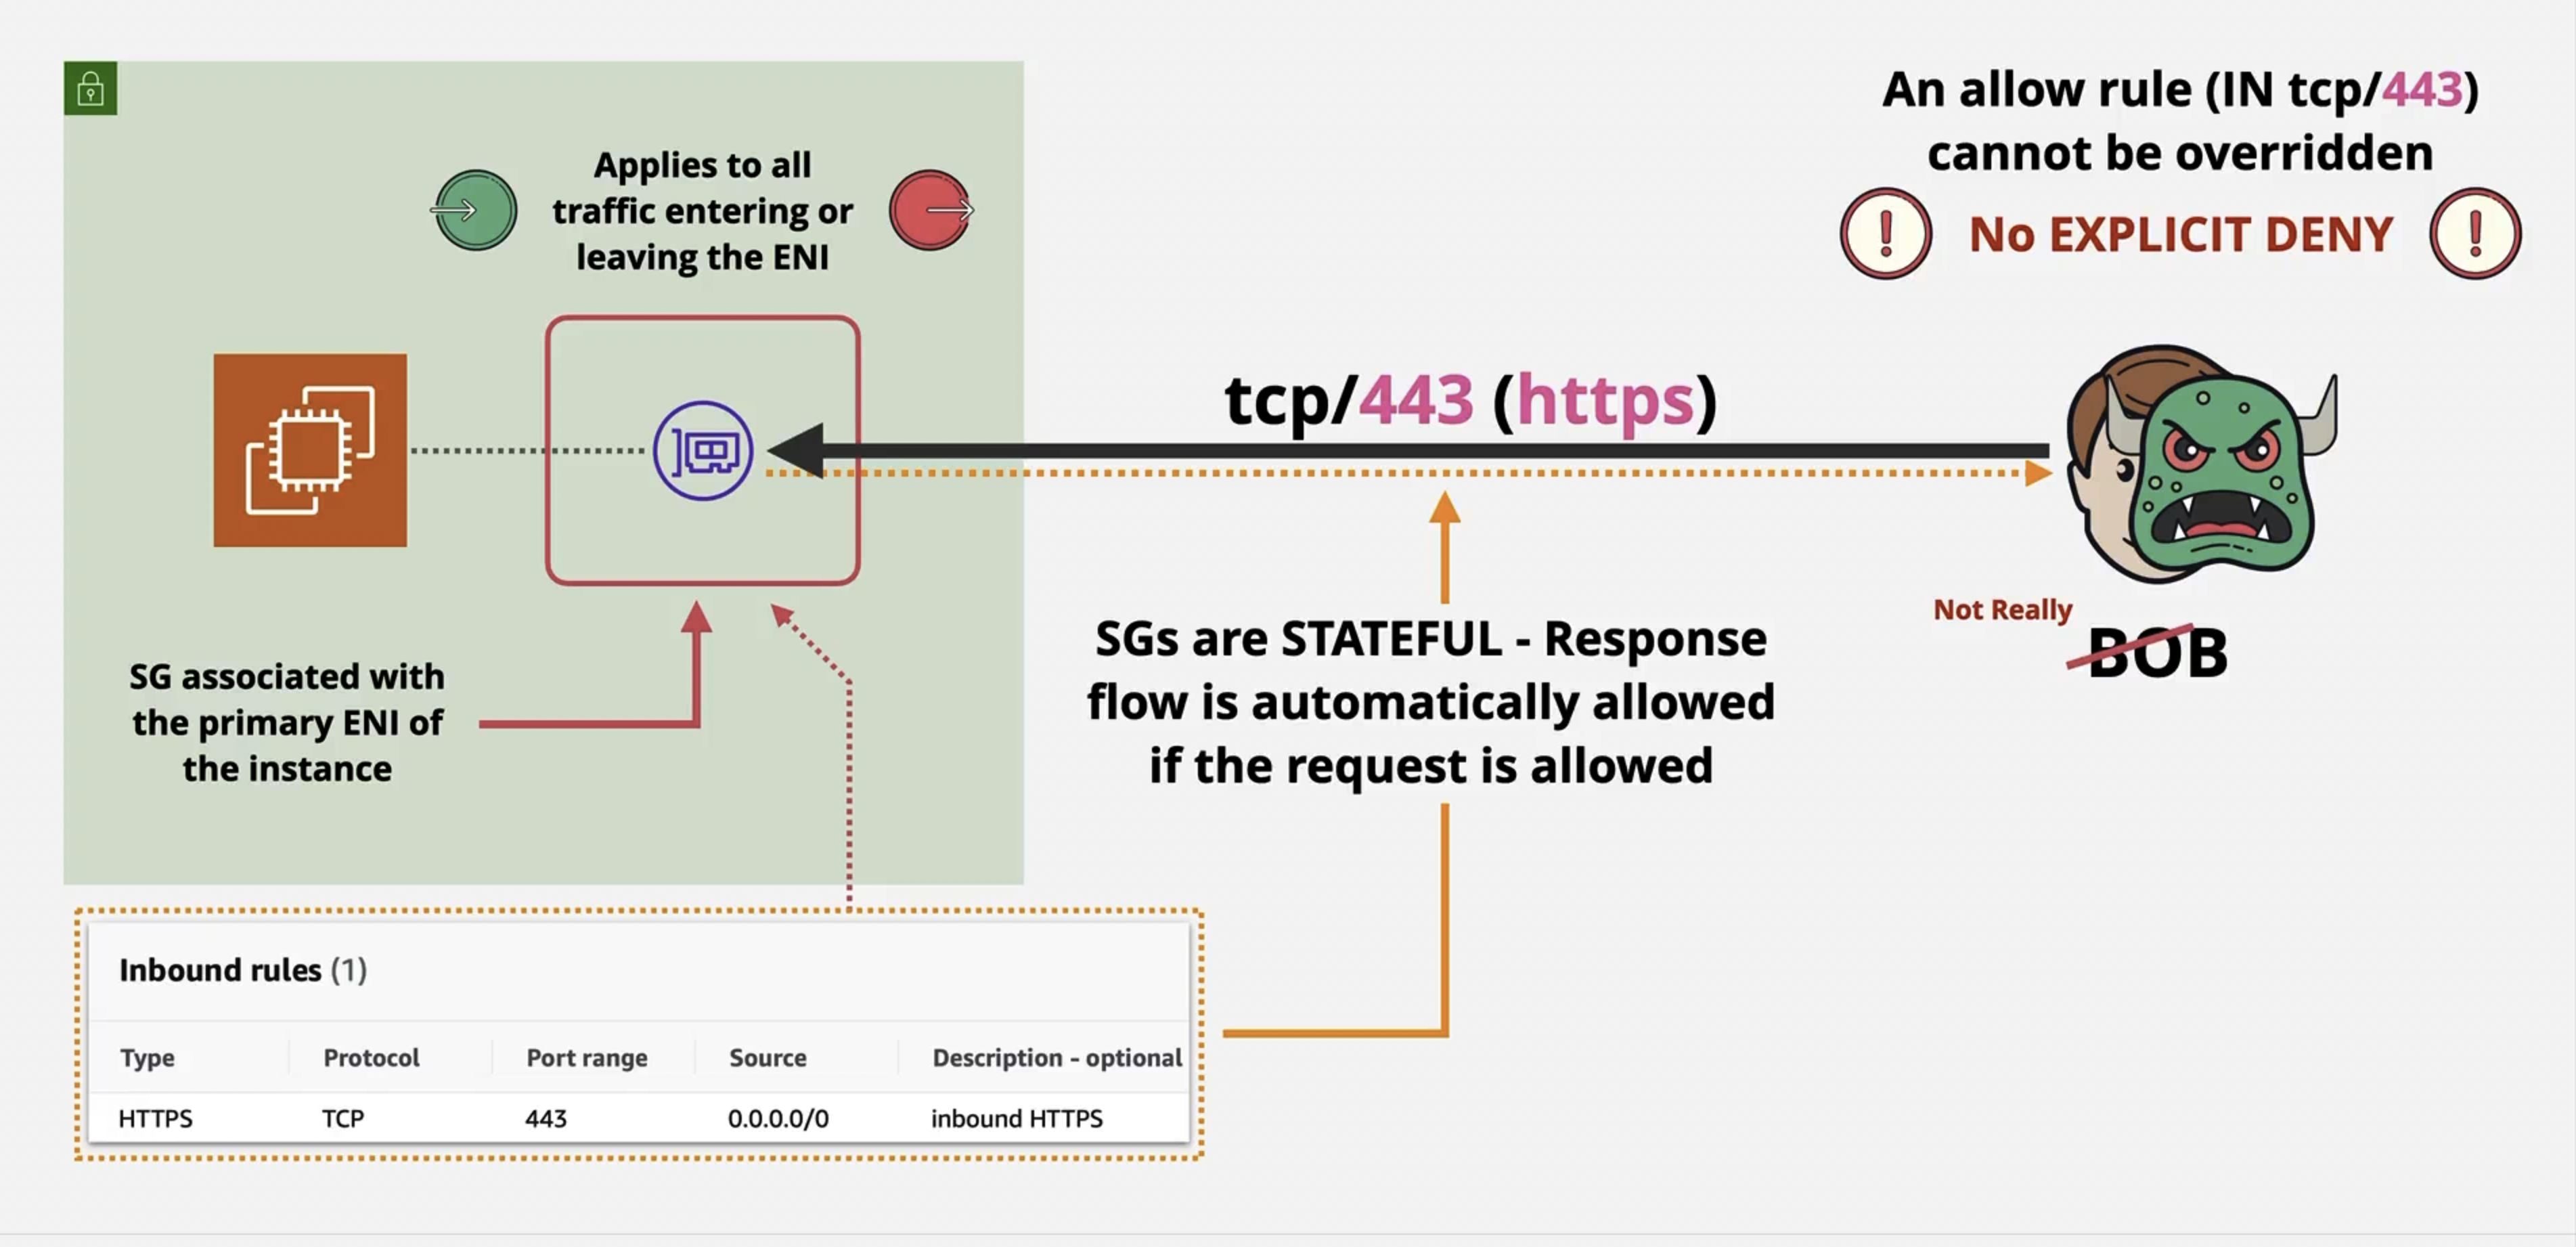 An allow rule (IN tcp/443)
cannot be overridden
No EXPLICIT DENY
Applies to all
traffic entering or
leaving the ENI
tcp/443 (https)
Not Really
BOB
SGs are STATEFUL - Response
flow is automatically allowed
if the request is allowed
SG associated with
the primary ENI of
the instance
Inbound rules (1)
Type Protocol Port range Source Description - optional
HTTPS TCP 443 0.0.0.0/0 inbound HTTPS